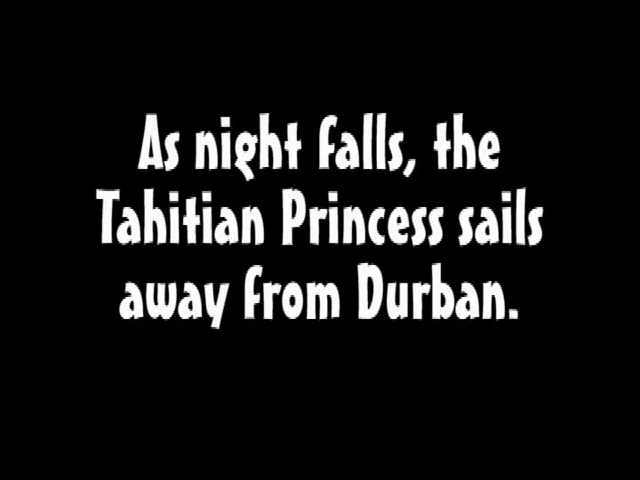 As night falls, the
Tahitian Princess sails
away from Durban.